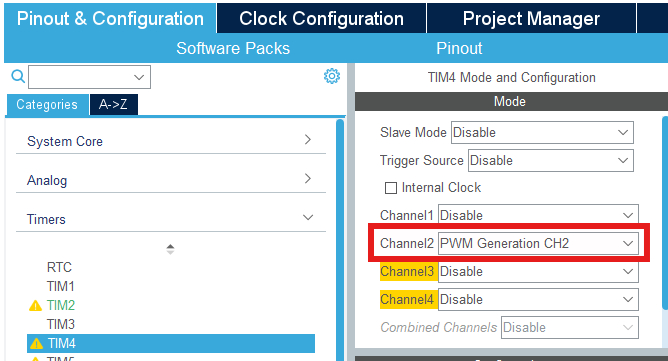 Pinout & Configuration Clock Configuration Project Manager
Software Packs Pinout
Categories A->Z
System Core
Analog
Timers
RTC
TIM1
TIM2
TIM3
TIM4
TIM4 Mode and Configuration
Mode
Slave Mode Disable
Trigger Source Disable
Internal Clock
Channel1 Disable
Channel2 PWM Generation CH2
Channel3 Disable
Channel4 Disable
Combined Channels Disable